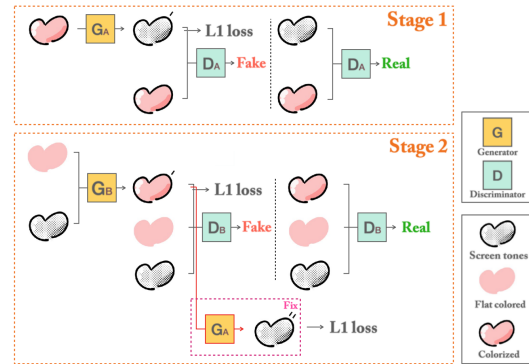 Stage 1
GA
L1 loss
DA
Fake
DA
Real
Stage 2
GB
L1 loss
DB
Fake
DB
Real
Fix
GA
L1 loss
G
Generator
D
Discriminator
Screen tones
Flat colored
Colorized